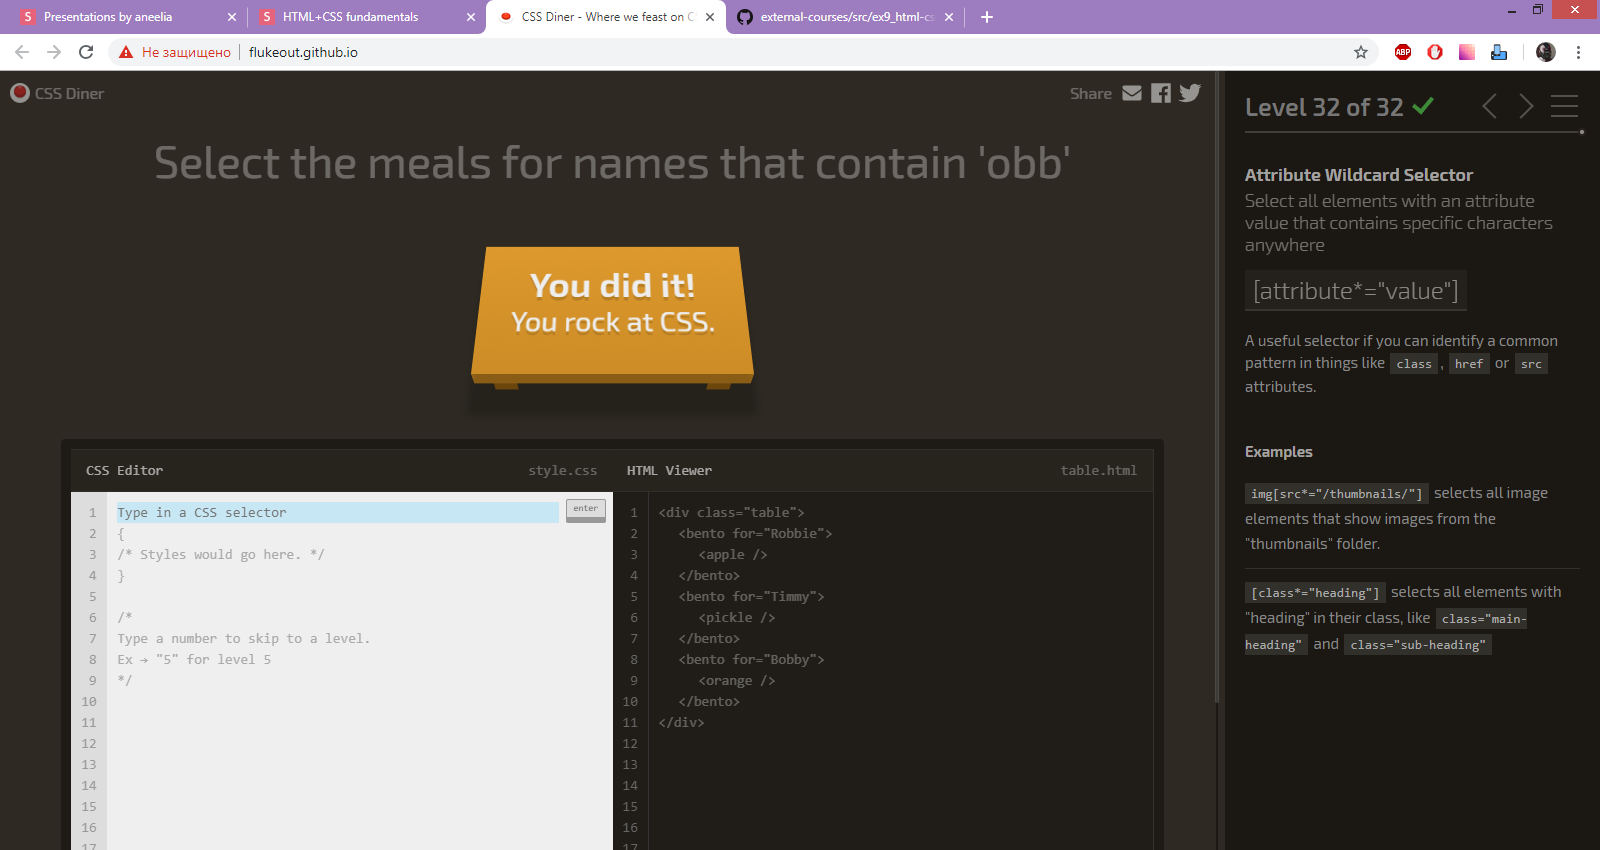 Presentations by aneelia
HTML+CSS fundamentals
CSS Diner - Where we feast on C
external-courses/src/ex9_html-cs
Не защищено
flukeout.github.io
ABP
CSS Diner
Share
Select the meals for names that contain 'obb'
You did it!
You rock at CSS.
CSS Editor
style.css
HTML Viewer
table.html
1 Type in a CSS selector
enter
2 {
3 /* Styles would go here. */
4 }
5
6 /*
7 Type a number to skip to a level.
8 Ex → "5" for level 5
9 */
10
11
12
13
14
15
16
17
1 <div class="table">
2 <bento for="Robbie">
3 <apple />
4 </bento>
5 <bento for="Timmy">
6 <pickle />
7 </bento>
8 <bento for="Bobby">
9 <orange />
10 </bento>
11 </div>
12
13
14
15
16
17
Level 32 of 32
Attribute Wildcard Selector
Select all elements with an attribute
value that contains specific characters
anywhere
[attribute*="value"]
A useful selector if you can identify a common
pattern in things like class , href or src
attributes.
Examples
img[src*="/thumbnails/"] selects all image
elements that show images from the
"thumbnails" folder.
[class*="heading"] selects all elements with
"heading" in their class, like class="main-
heading" and class="sub-heading"